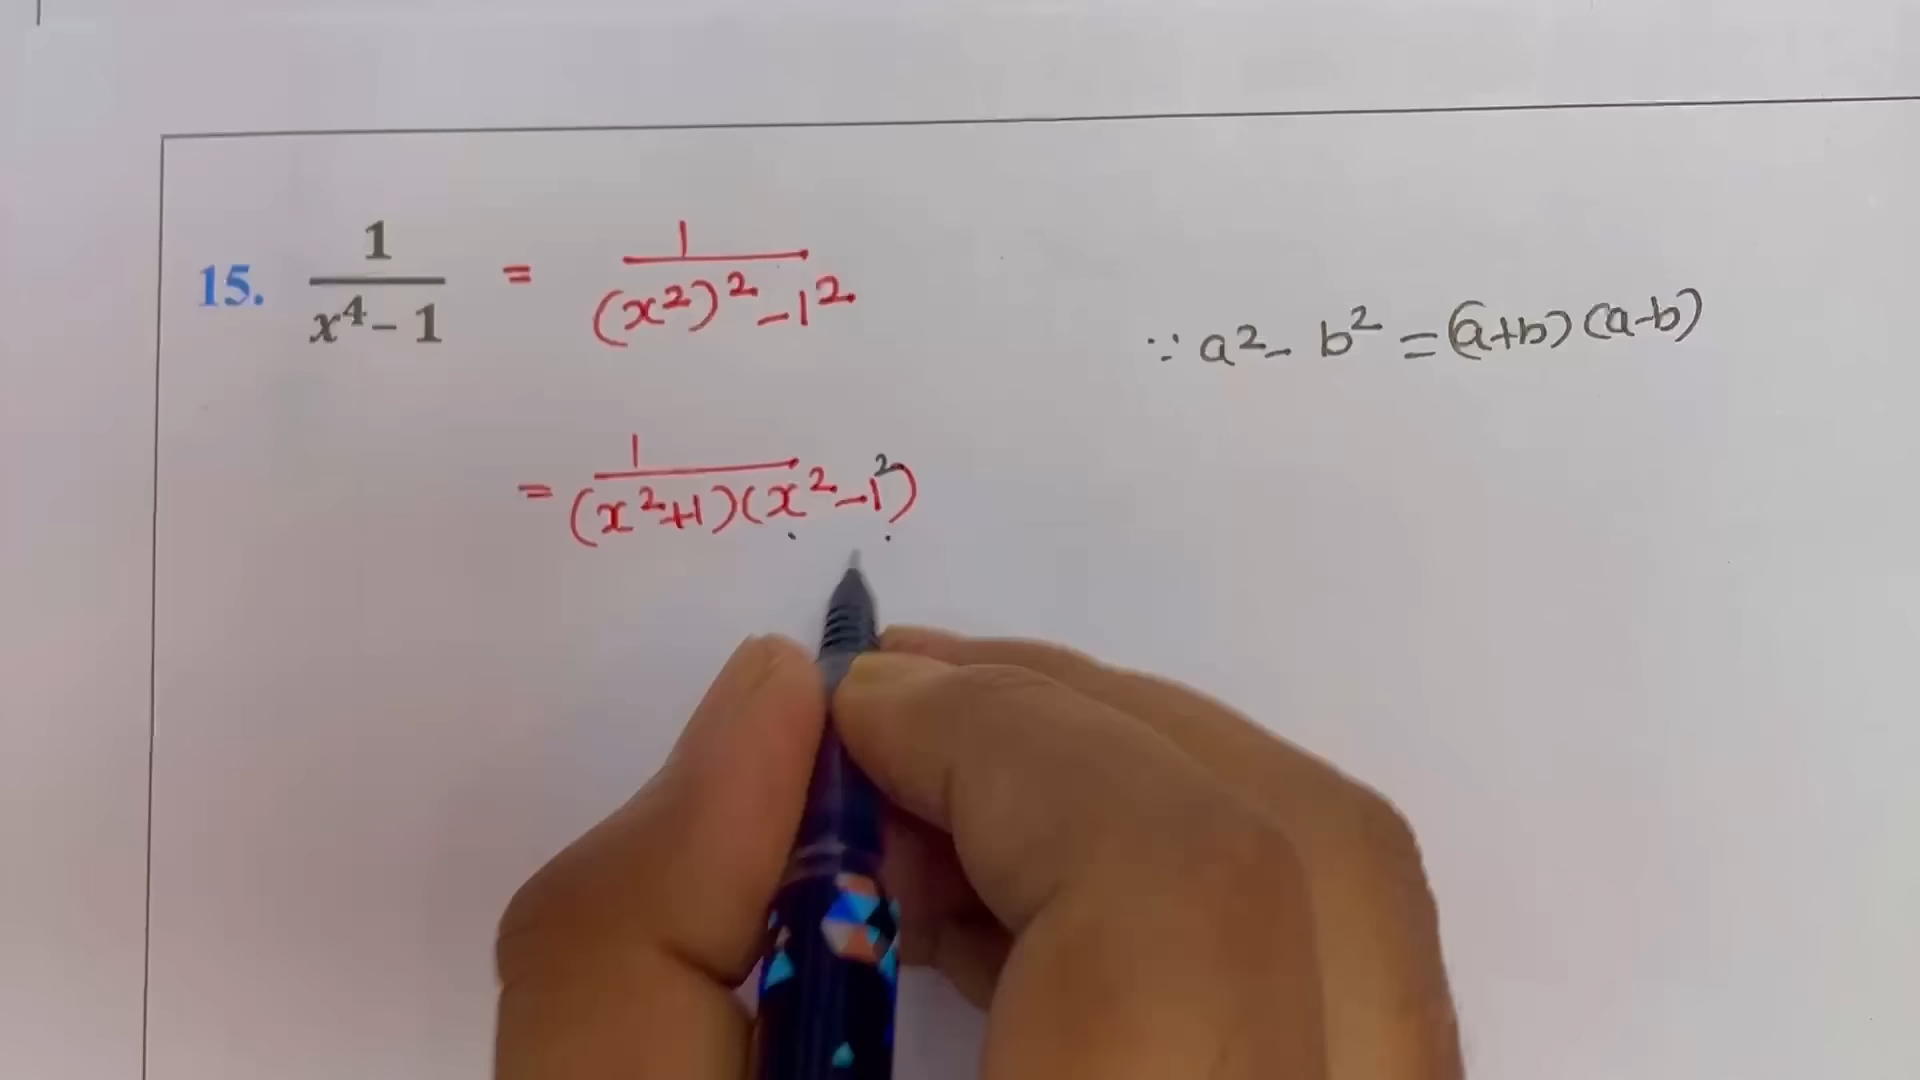 15. 1/(x⁴ - 1) = 1/((x²)² - 1²)
∵ a² - b² = (a+b)(a-b)
= 1/((x²+1)(x² - 1²))